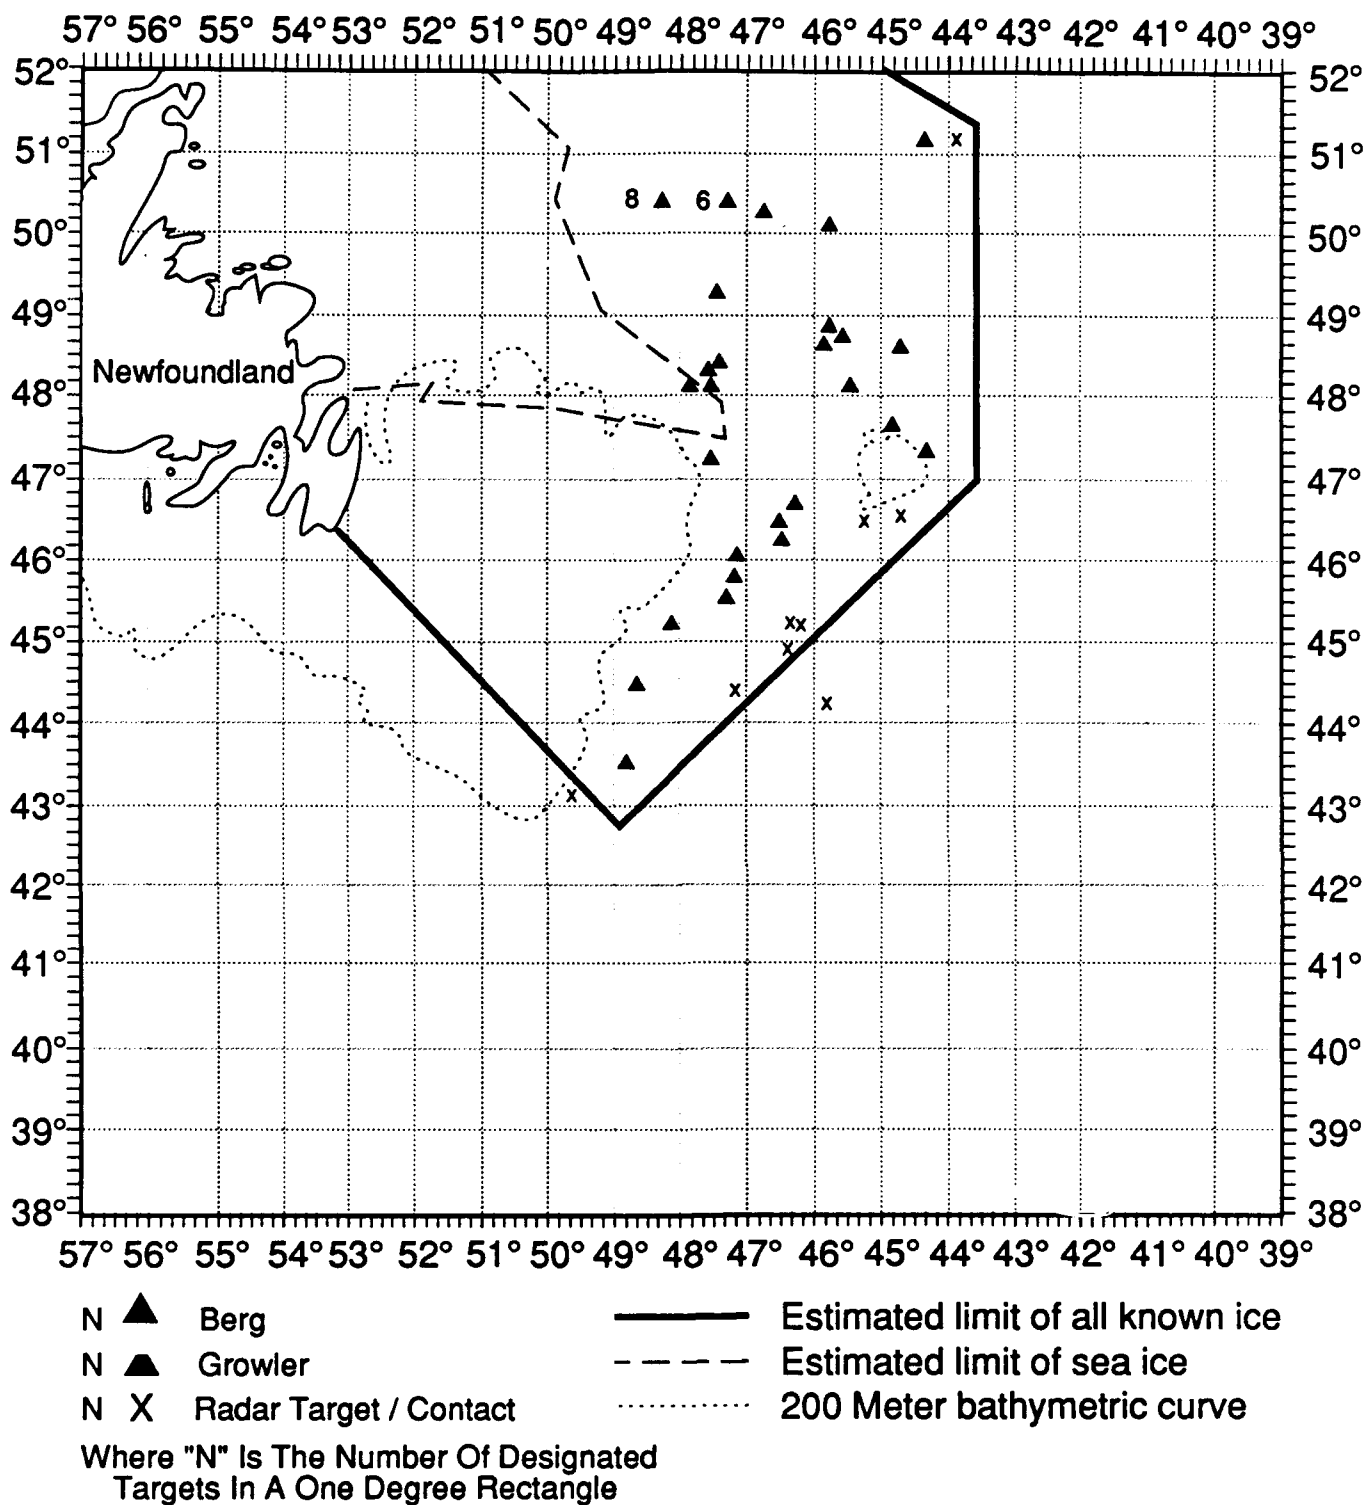 57° 56° 55° 54° 53° 52° 51° 50° 49° 48° 47° 46° 45° 44° 43° 42° 41° 40° 39°
52° 52°
51° 51°
8 6
50° 50°
49° 49°
Newfoundland
48° 48°
47° 47°
46° 46°
45° 45°
44° 44°
43° 43°
42° 42°
41° 41°
40° 40°
39° 39°
38° 38°
57° 56° 55° 54° 53° 52° 51° 50° 49° 48° 47° 46° 45° 44° 43° 42° 41° 40° 39°
N Berg Estimated limit of all known ice
N Growler Estimated limit of sea ice
N X Radar Target / Contact 200 Meter bathymetric curve
Where "N" Is The Number Of Designated
Targets In A One Degree Rectangle